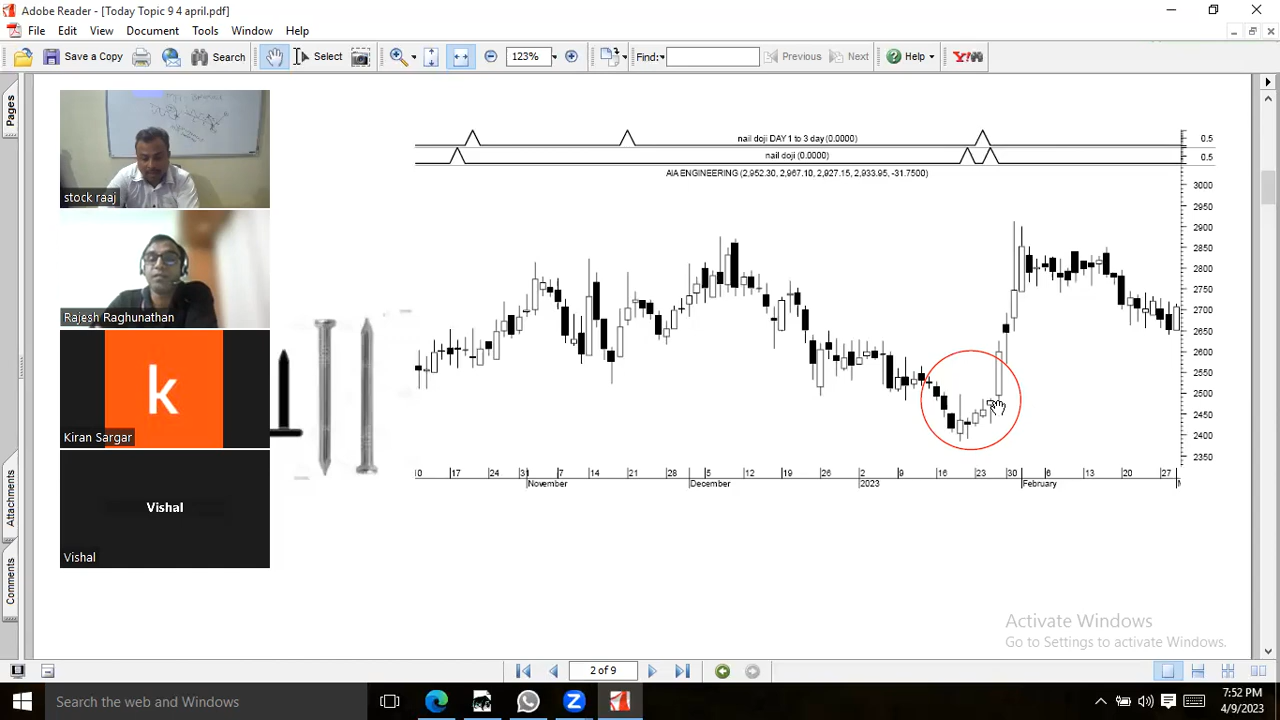 Adobe Reader - [Today Topic 9 4 april.pdf]
File Edit View Document Tools Window Help
Save a Copy Search Select 123% Find: Previous Next Help Y!
Pages
Attachments
Comments
stock raaj
Rajesh Raghunathan
k
Kiran Sargar
Vishal
Vishal
nail doji DAY 1 to 3 day (0.0000) 0.5
nail doji (0.0000) 0.5
AIA ENGINEERING (2,952.30, 2,967.10, 2,927.15, 2,933.95, -31.7500)
3000
2950
2900
2850
2800
2750
2700
2650
2600
2550
2500
2450
2400
2350
10 17 24 31 7 14 21 28 5 12 19 26 2 9 16 23 30 6 13 20 27
November December 2023 February M
Activate Windows
Go to Settings to activate Windows.
2 of 9
Search the web and Windows
7:52 PM
4/9/2023